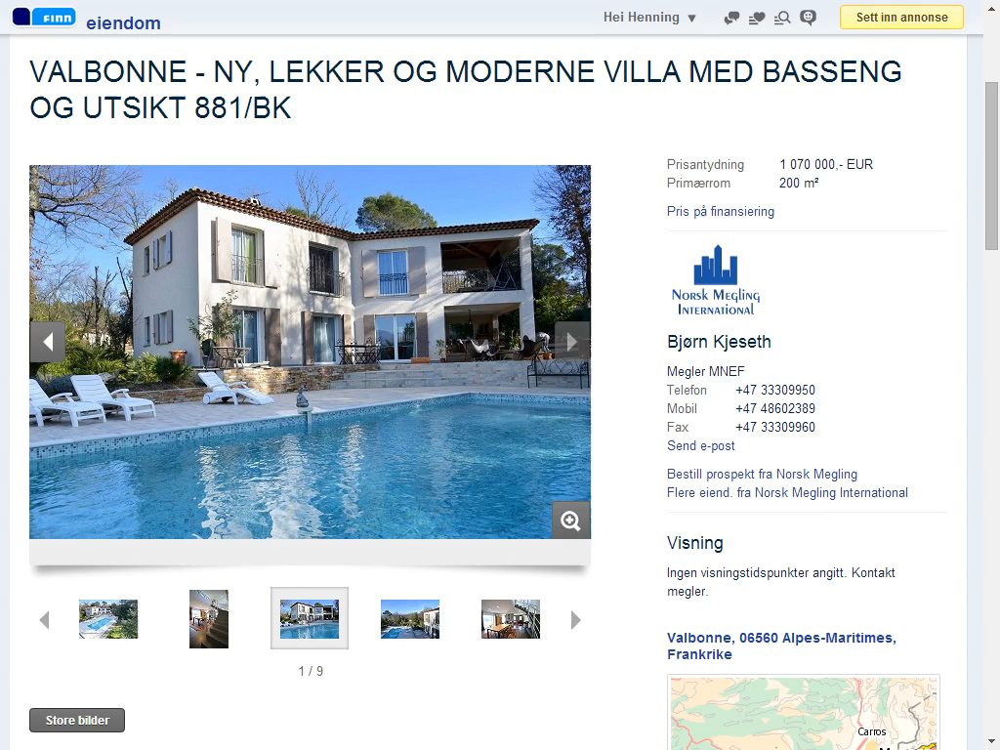 FINN eiendom
Hei Henning ▼
Sett inn annonse
VALBONNE - NY, LEKKER OG MODERNE VILLA MED BASSENG
OG UTSIKT 881/BK
Prisantydning 1 070 000,- EUR
Primærrom 200 m²
Pris på finansiering
NORSK MEGLING
INTERNATIONAL
Bjørn Kjeseth
Megler MNEF
Telefon +47 33309950
Mobil +47 48602389
Fax +47 33309960
Send e-post
Bestill prospekt fra Norsk Megling
Flere eiend. fra Norsk Megling International
Visning
Ingen visningstidspunkter angitt. Kontakt
megler.
Valbonne, 06560 Alpes-Maritimes,
Frankrike
Carros
1 / 9
Store bilder